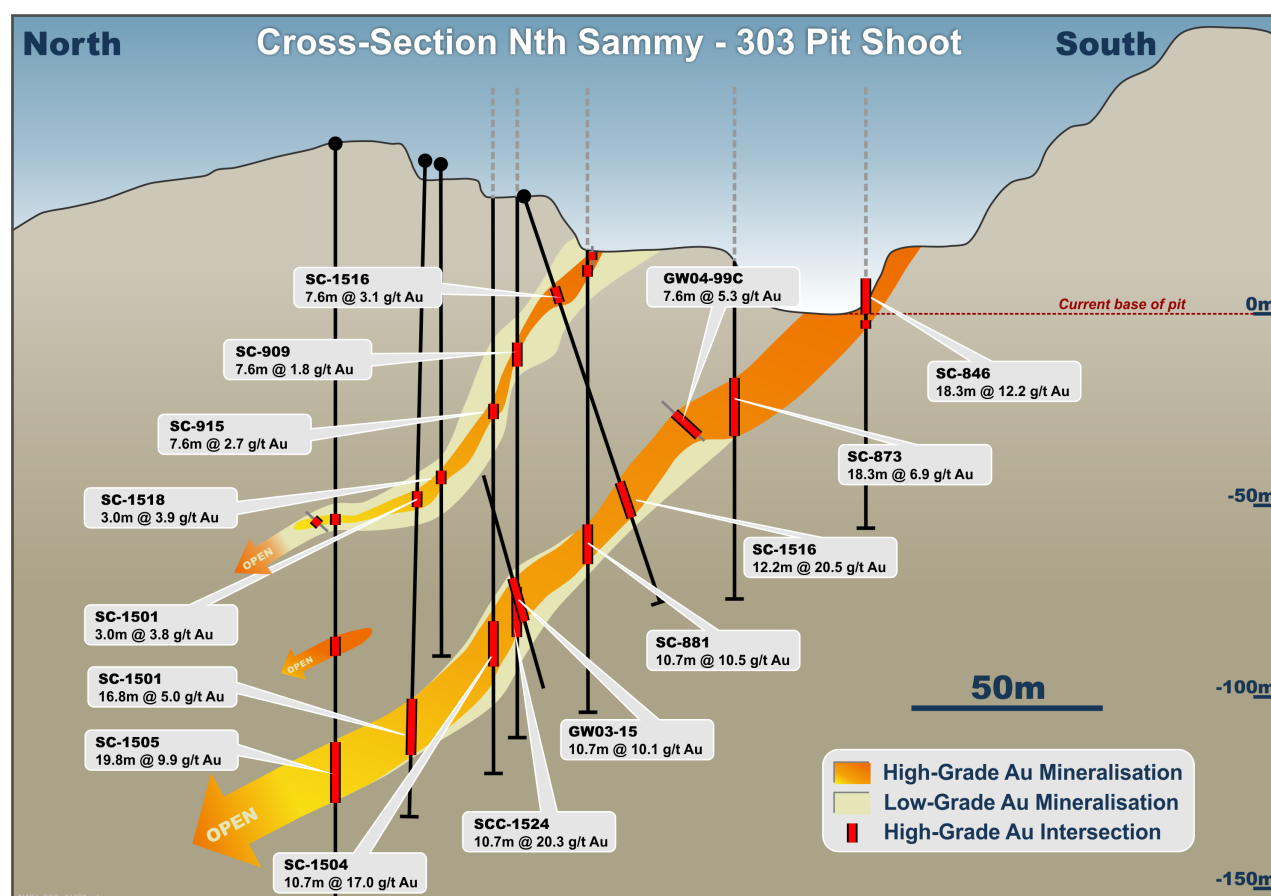 North
Cross-Section Nth Sammy - 303 Pit Shoot
South
SC-1516
7.6m @ 3.1 g/t Au
GW04-99C
7.6m @ 5.3 g/t Au
Current base of pit
0m
SC-909
7.6m @ 1.8 g/t Au
SC-846
18.3m @ 12.2 g/t Au
SC-915
7.6m @ 2.7 g/t Au
SC-873
18.3m @ 6.9 g/t Au
SC-1518
3.0m @ 3.9 g/t Au
-50m
OPEN
SC-1516
12.2m @ 20.5 g/t Au
SC-1501
3.0m @ 3.8 g/t Au
SC-881
10.7m @ 10.5 g/t Au
OPEN
SC-1501
16.8m @ 5.0 g/t Au
50m
-100m
SC-1505
19.8m @ 9.9 g/t Au
GW03-15
10.7m @ 10.1 g/t Au
OPEN
High-Grade Au Mineralisation
Low-Grade Au Mineralisation
High-Grade Au Intersection
SCC-1524
10.7m @ 20.3 g/t Au
SC-1504
10.7m @ 17.0 g/t Au
-150m